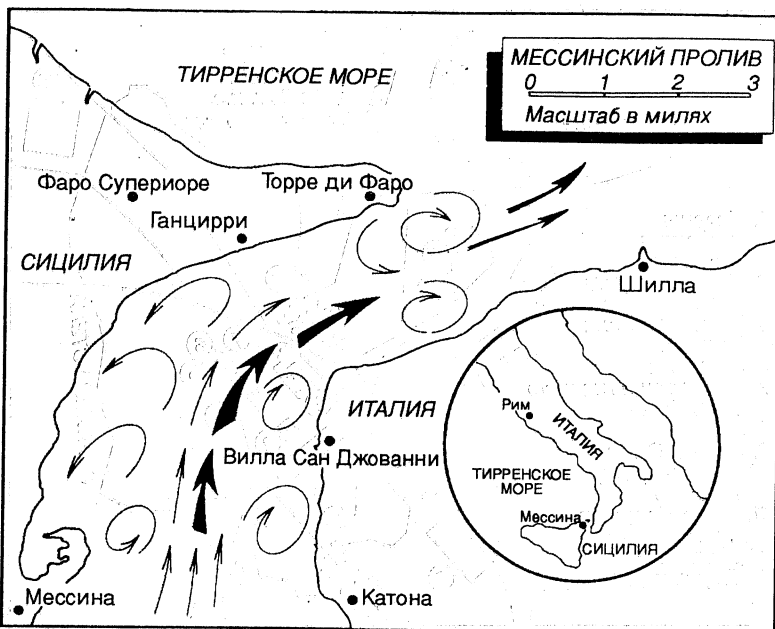 ТИРРЕНСКОЕ МОРЕ
МЕССИНСКИЙ ПРОЛИВ
0 1 2 3
Масштаб в милях
Фаро Супериоре
Торре ди Фаро
Ганцирри
СИЦИЛИЯ
Шилла
ИТАЛИЯ
Вилла Сан Джованни
Мессина
Катона
Рим
ИТАЛИЯ
ТИРРЕНСКОЕ
МОРЕ
Мессина
СИЦИЛИЯ